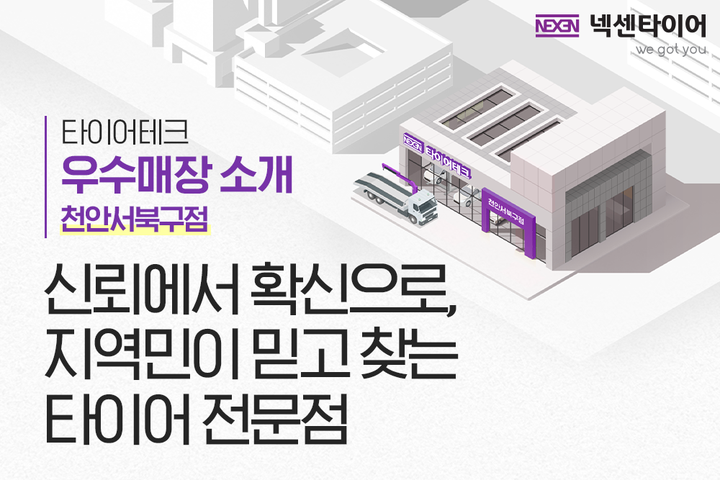 NEXEN 넥센타이어
we got you
타이어테크
우수매장 소개
천안서북구점
NEXEN 타이어테크
천안서북구점
신뢰에서 확신으로,
지역민이 믿고 찾는
타이어 전문점